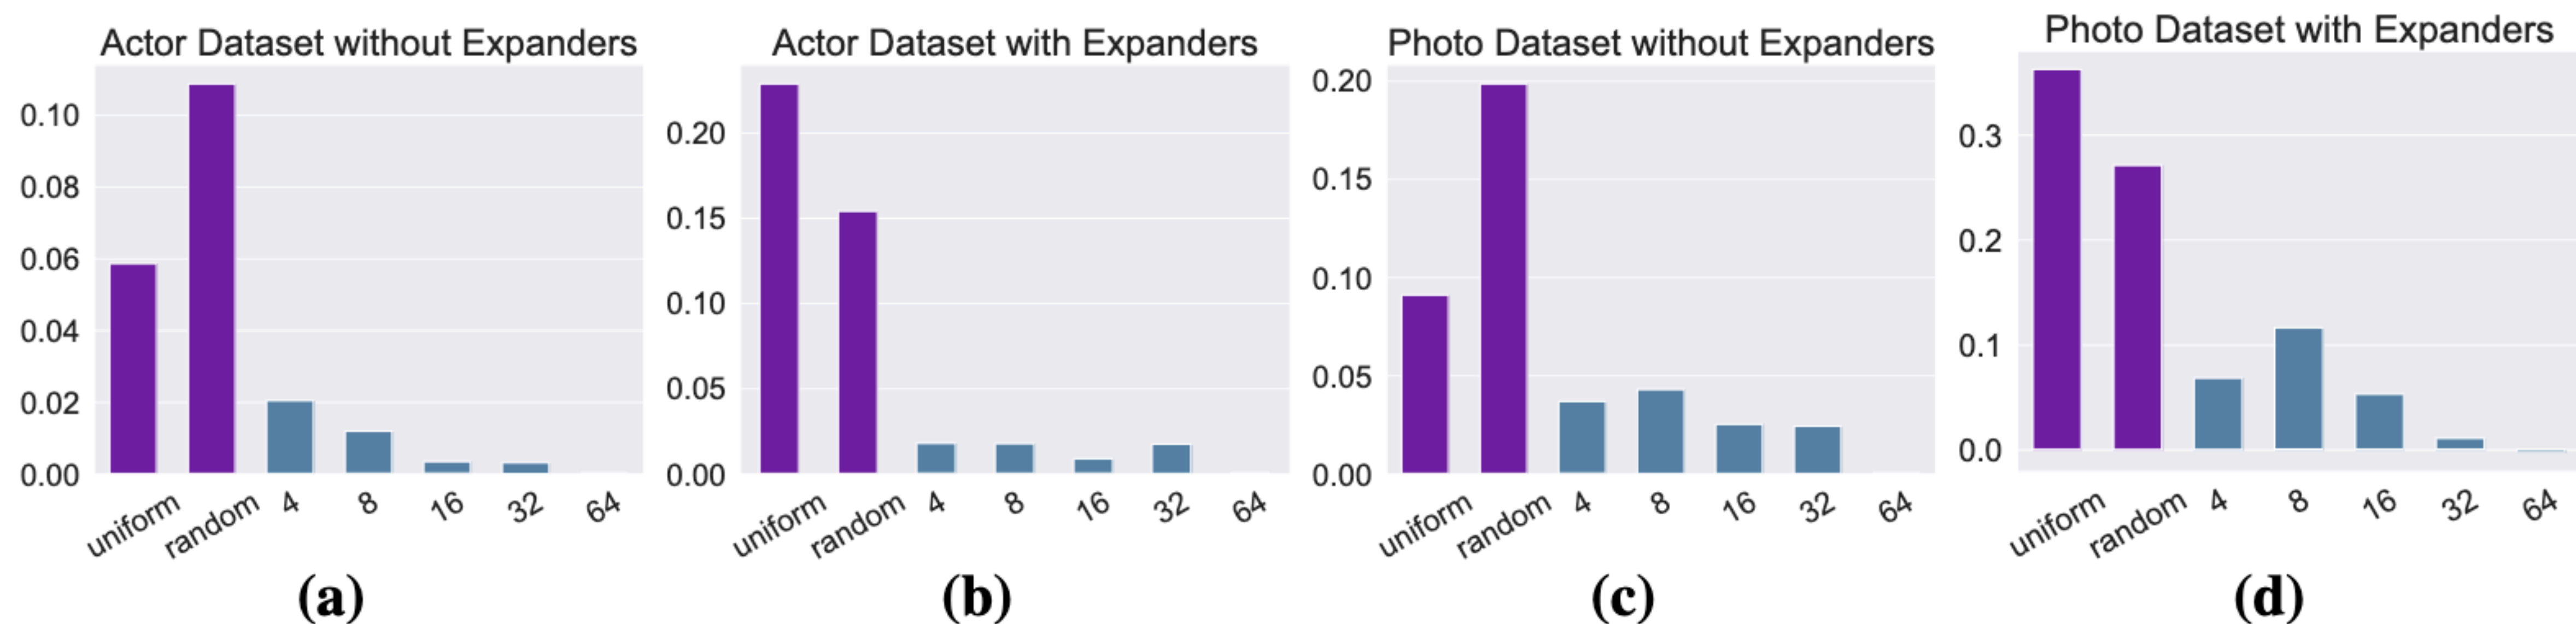 Actor Dataset without Expanders
0.10
0.08
0.06
0.04
0.02
0.00
uniform random 4 8 16 32 64
(a)
Actor Dataset with Expanders
0.20
0.15
0.10
0.05
0.00
uniform random 4 8 16 32 64
(b)
Photo Dataset without Expanders
0.20
0.15
0.10
0.05
0.00
uniform random 4 8 16 32 64
(c)
Photo Dataset with Expanders
0.3
0.2
0.1
0.0
uniform random 4 8 16 32 64
(d)